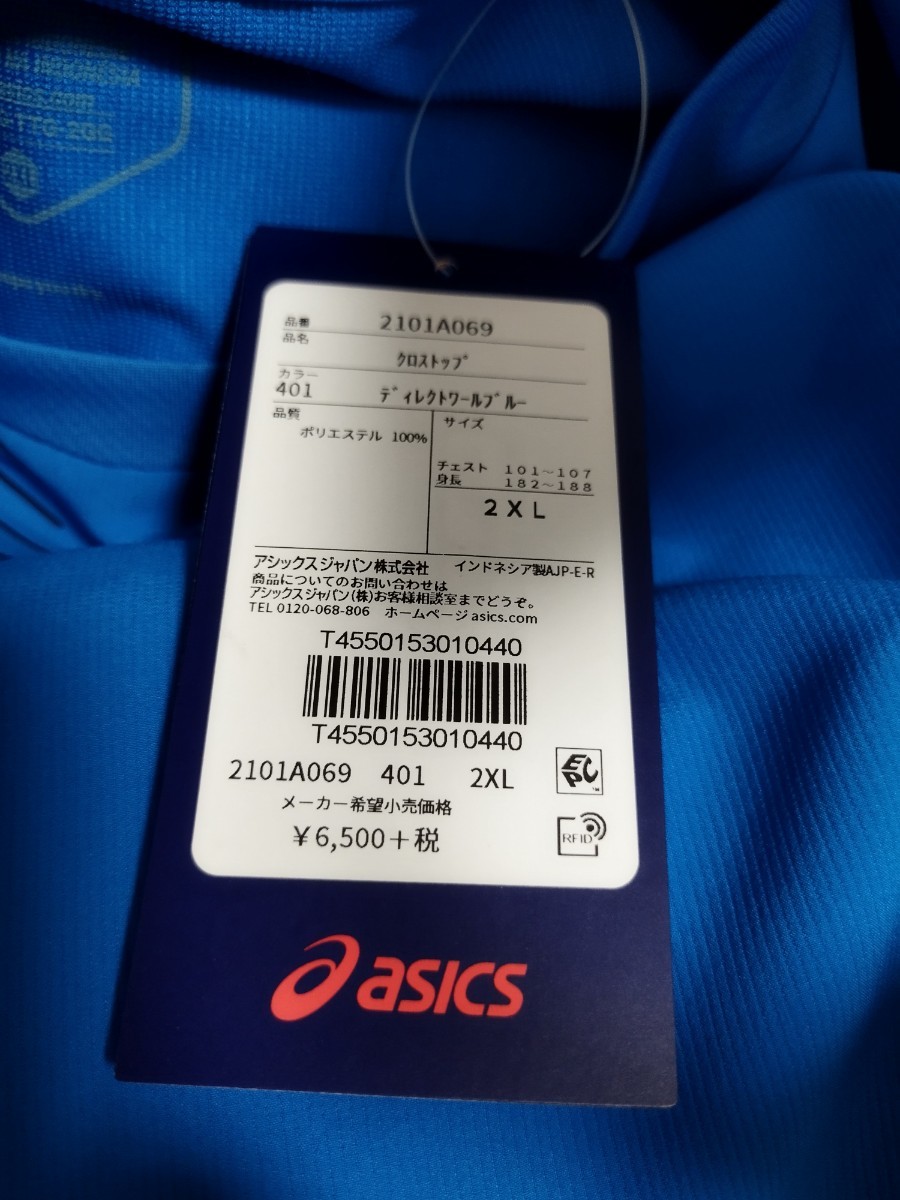 品番 2101A069
品名
クロストップ
カラー
401 ディレクトワールブルー
品質
ポリエステル 100%
サイズ
チェスト 101～107
身長 182～188
2XL
アシックスジャパン株式会社 インドネシア製AJP-E-R
商品についてのお問い合わせは
アシックスジャパン(株)お客様相談室までどうぞ。
TEL 0120-068-806 ホームページ asics.com
T4550153010440
T4550153010440
2101A069 401 2XL
メーカー希望小売価格
￥6,500＋税
EPC
RFID
asics